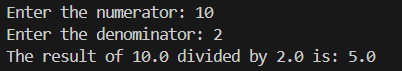 Enter the numerator: 10
Enter the denominator: 2
The result of 10.0 divided by 2.0 is: 5.0